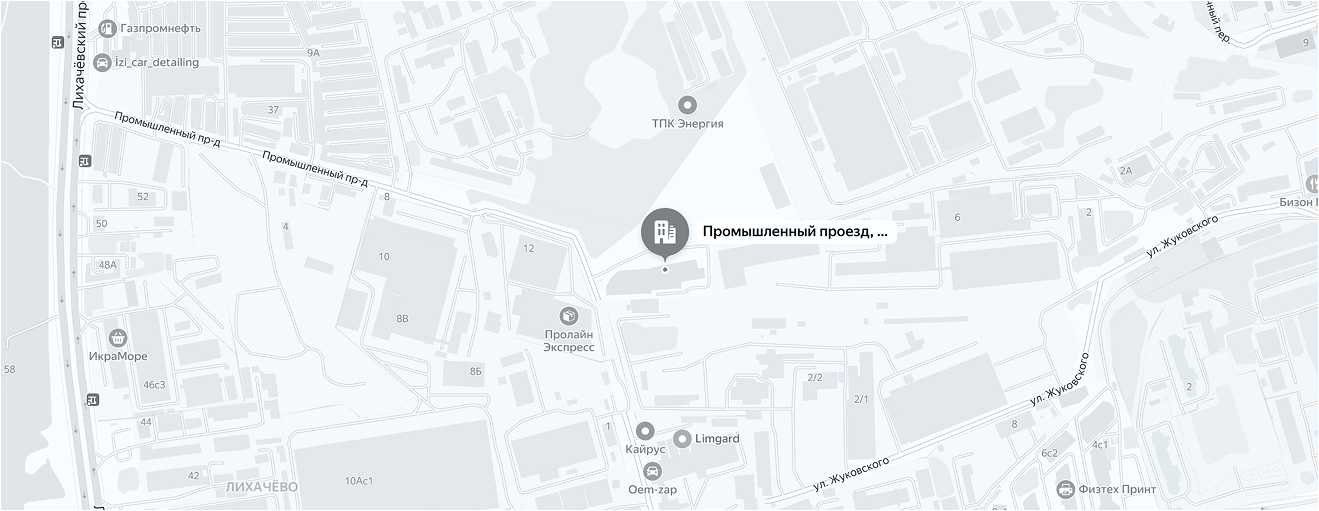 Газпромнефть
İzi_car_detailing
Лихачёвский пр
9А
37
Промышленный пр-д
Промышленный пр-д
ТПК Энергия
нный пер.
9
2А
Бизон
ул. Жуковского
52
50
48А
4
8
10
12
8В
6
2
Промышленный проезд, ...
Пролайн
Экспресс
ИкраМоре
46с3
44
42
58
8Б
ЛИХАЧЁВО
10Ас1
1
Кайрус
Limgard
Oem-zap
2/2
2/1
ул. Жуковского
ул. Жуковского
8
6с2
4с1
2
Физтех Принт